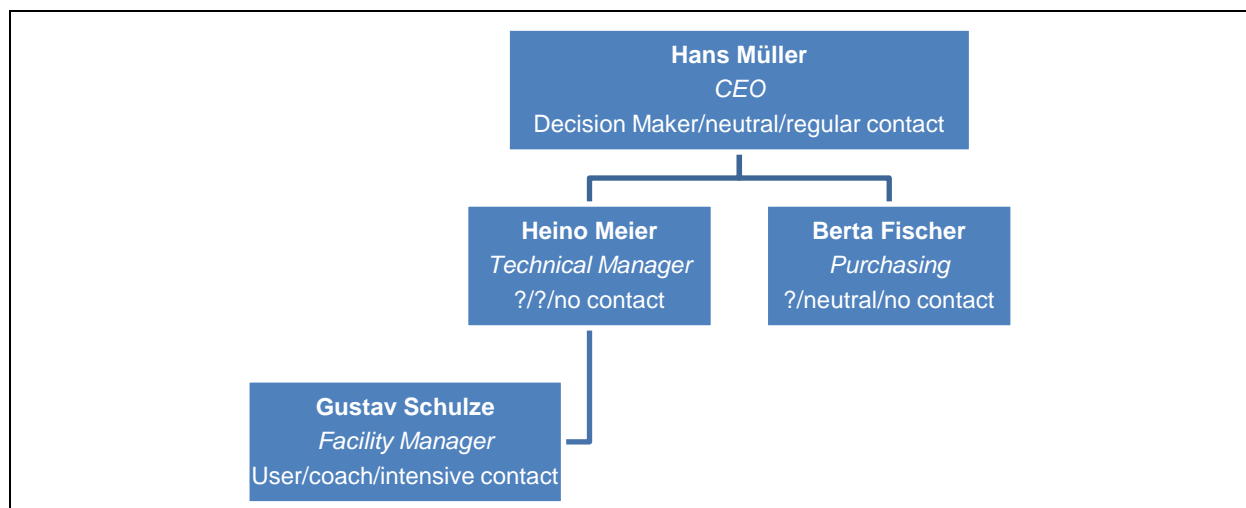 Hans Müller
CEO
Decision Maker/neutral/regular contact
Heino Meier
Technical Manager
?/?/no contact
Berta Fischer
Purchasing
?/neutral/no contact
Gustav Schulze
Facility Manager
User/coach/intensive contact